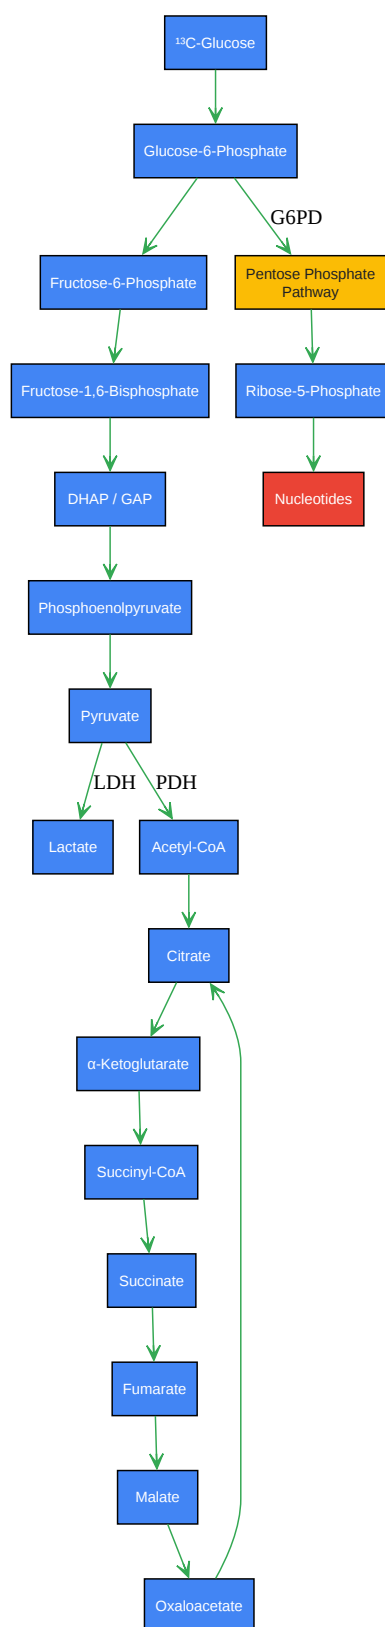 ¹³C-Glucose
Glucose-6-Phosphate
G6PD
Fructose-6-Phosphate
Pentose Phosphate
Pathway
Fructose-1,6-Bisphosphate
Ribose-5-Phosphate
DHAP / GAP
Nucleotides
Phosphoenolpyruvate
Pyruvate
LDH
PDH
Lactate
Acetyl-CoA
Citrate
α-Ketoglutarate
Succinyl-CoA
Succinate
Fumarate
Malate
Oxaloacetate